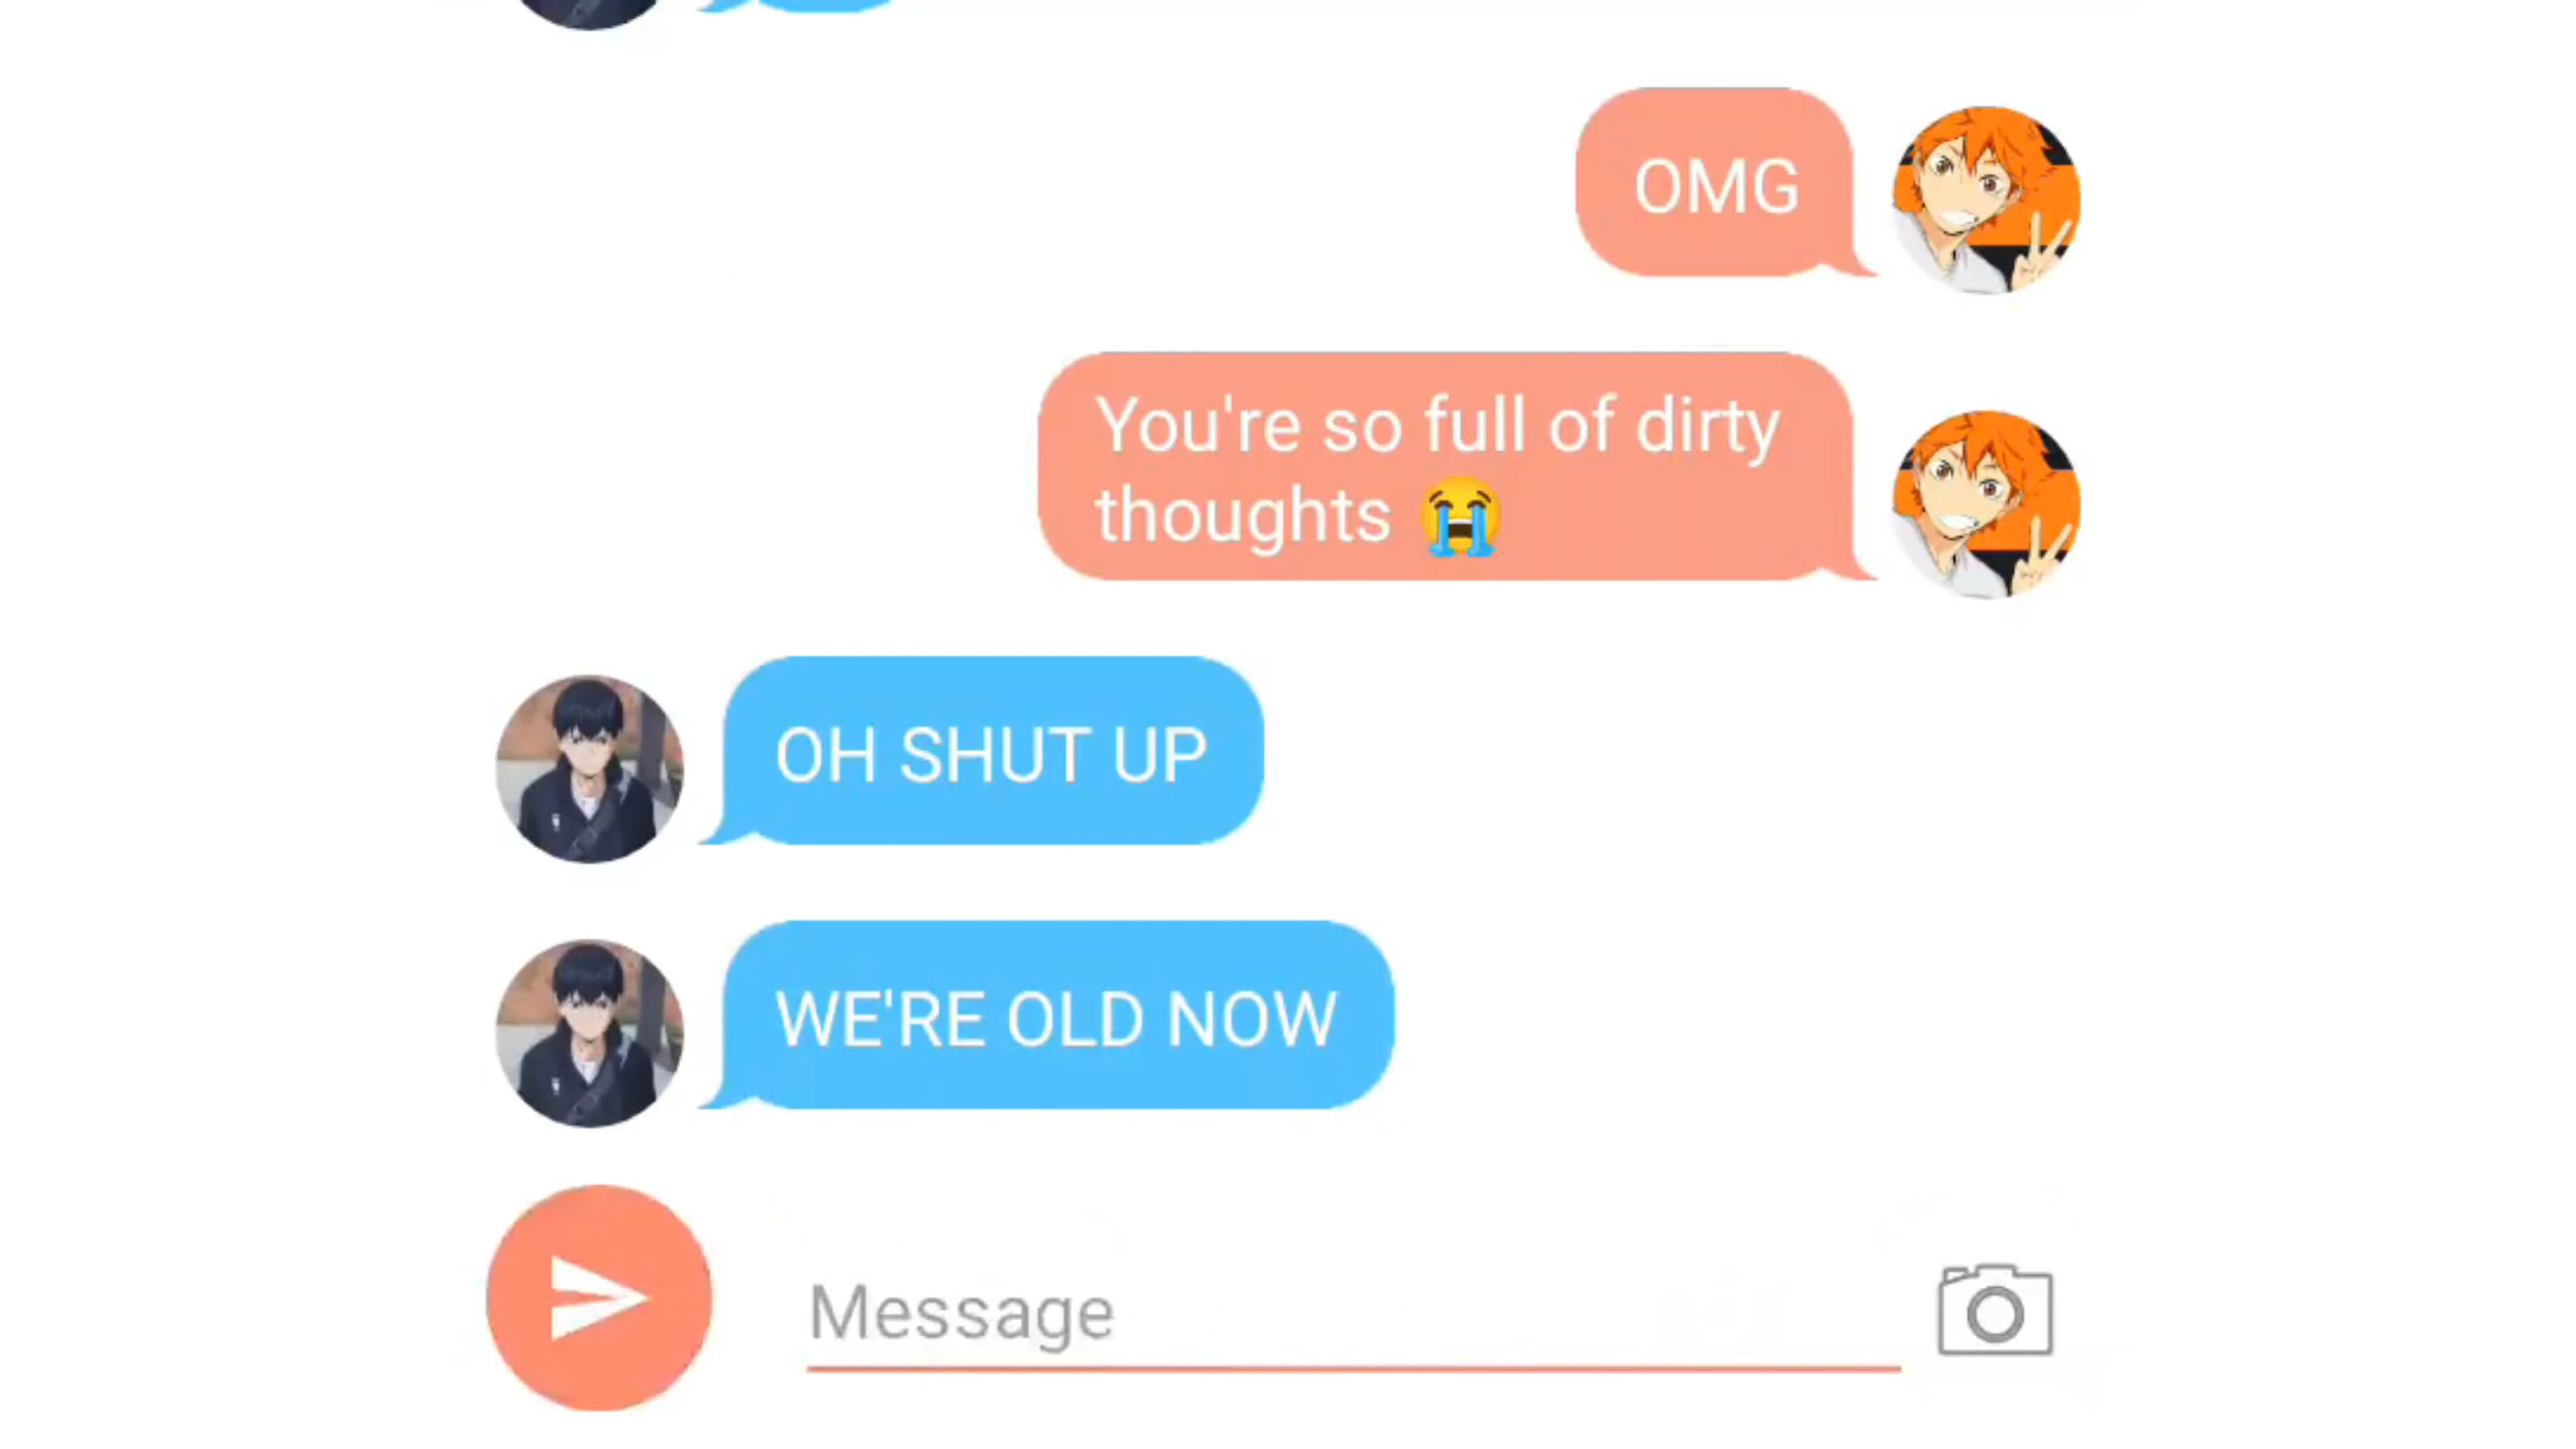 OMG
You're so full of dirty
thoughts 😭
OH SHUT UP
WE'RE OLD NOW
Message